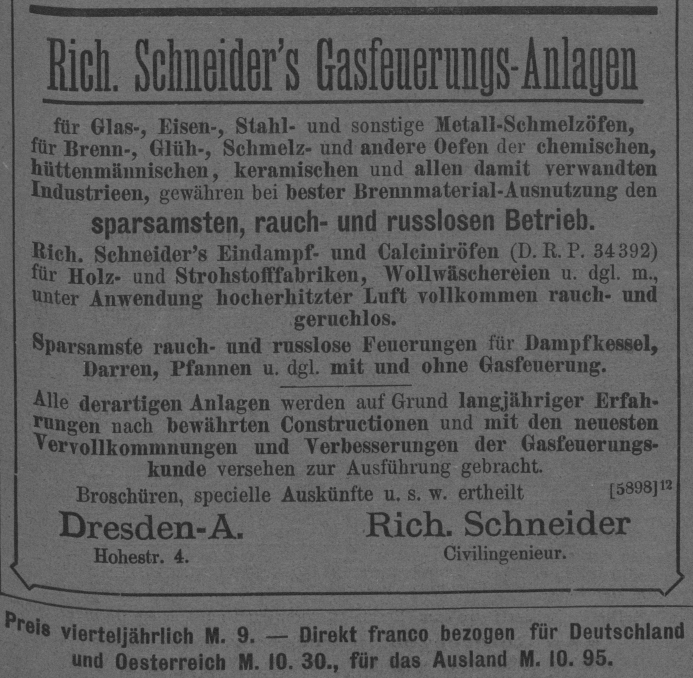 Rich. Schneider's Gasfeuerungs-Anlagen
für Glas-, Eisen-, Stahl- und sonstige Metall-Schmelzöfen,
für Brenn-, Glüh-, Schmelz- und andere Oefen der chemischen,
hüttenmännischen, keramischen und allen damit verwandten
Industrieen, gewähren bei bester Brennmaterial-Ausnutzung den
sparsamsten, rauch- und russlosen Betrieb.
Rich. Schneider's Eindampf- und Calciniröfen (D. R. P. 34392)
für Holz- und Strohstofffabriken, Wollwäschereien u. dgl. m.,
unter Anwendung hocherhitzter Luft vollkommen rauch- und
geruchlos.
Sparsamste rauch- und russlose Feuerungen für Dampfkessel,
Darren, Pfannen u. dgl. mit und ohne Gasfeuerung.
Alle derartigen Anlagen werden auf Grund langjähriger Erfah-
rungen nach bewährten Constructionen und mit den neuesten
Vervollkommnungen und Verbesserungen der Gasfeuerungs-
kunde versehen zur Ausführung gebracht.
Broschüren, specielle Auskünfte u. s. w. ertheilt [5898]12
Dresden-A. Rich. Schneider
Hohestr. 4. Civilingenieur.
Preis vierteljährlich M. 9. — Direkt franco bezogen für Deutschland
und Oesterreich M. 10. 30., für das Ausland M. 10. 95.